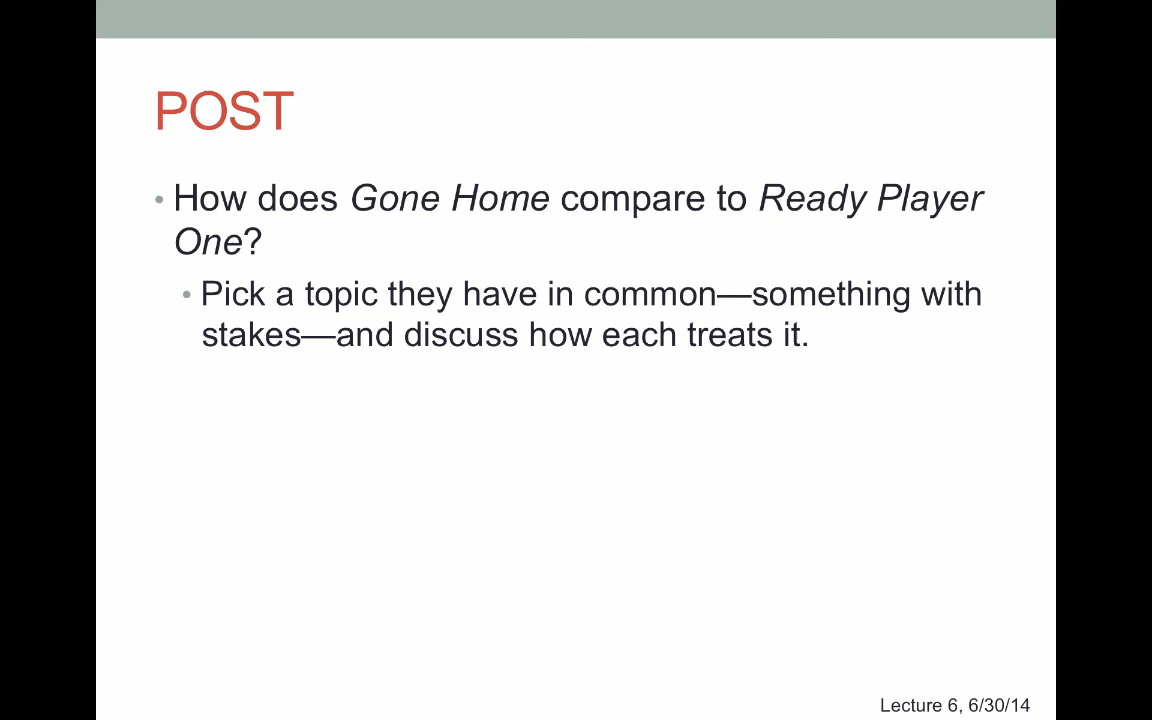 POST
• How does Gone Home compare to Ready Player
One?
• Pick a topic they have in common—something with
stakes—and discuss how each treats it.
Lecture 6, 6/30/14